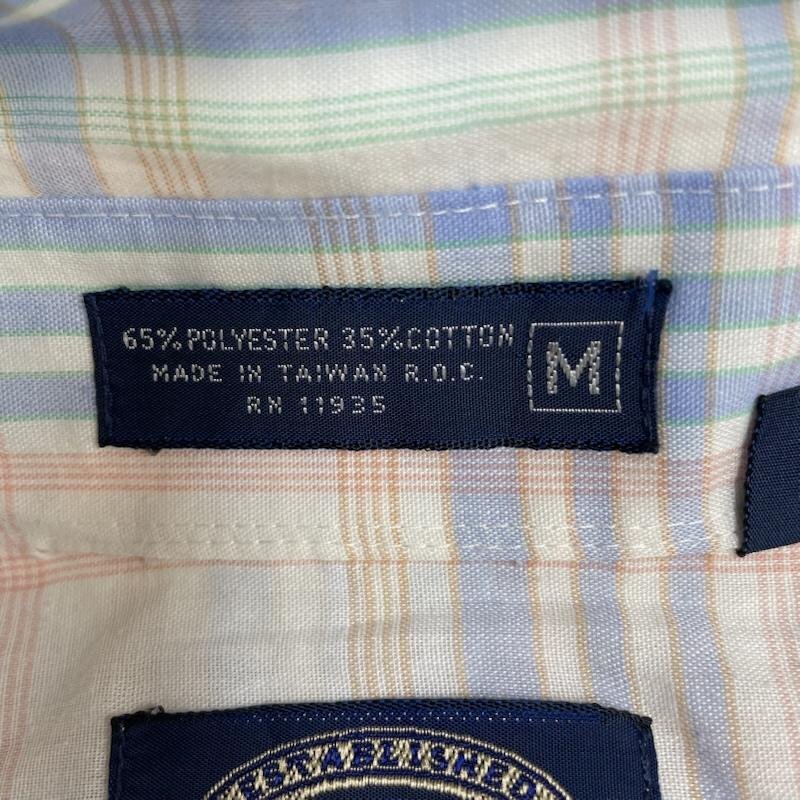 65% POLYESTER 35% COTTON
MADE IN TAIWAN R.O.C.
RN 11935
M
ESTABLISHED